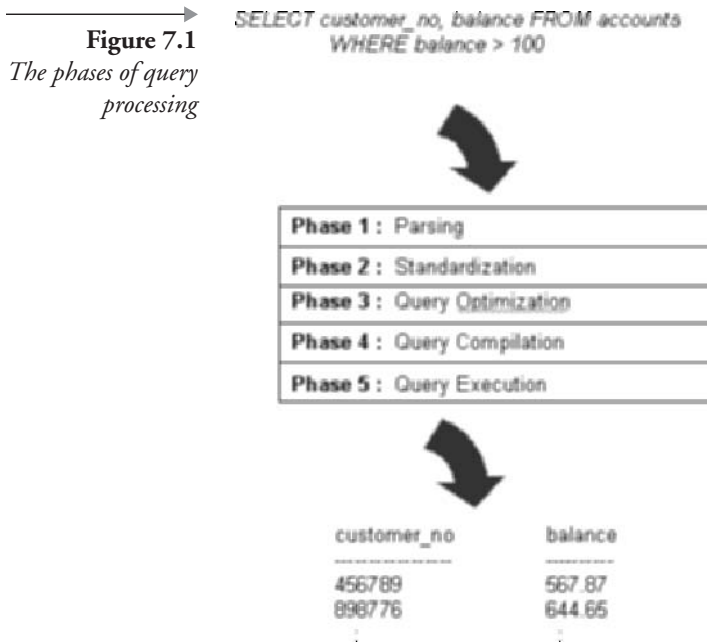 Figure 7.1
The phases of query
processing
SELECT customer_no, balance FROM accounts
WHERE balance > 100
Phase 1 : Parsing
Phase 2 : Standardization
Phase 3 : Query Optimization
Phase 4 : Query Compilation
Phase 5 : Query Execution
customer_no balance
-------------------- -----------
456789 567.87
898776 644.65